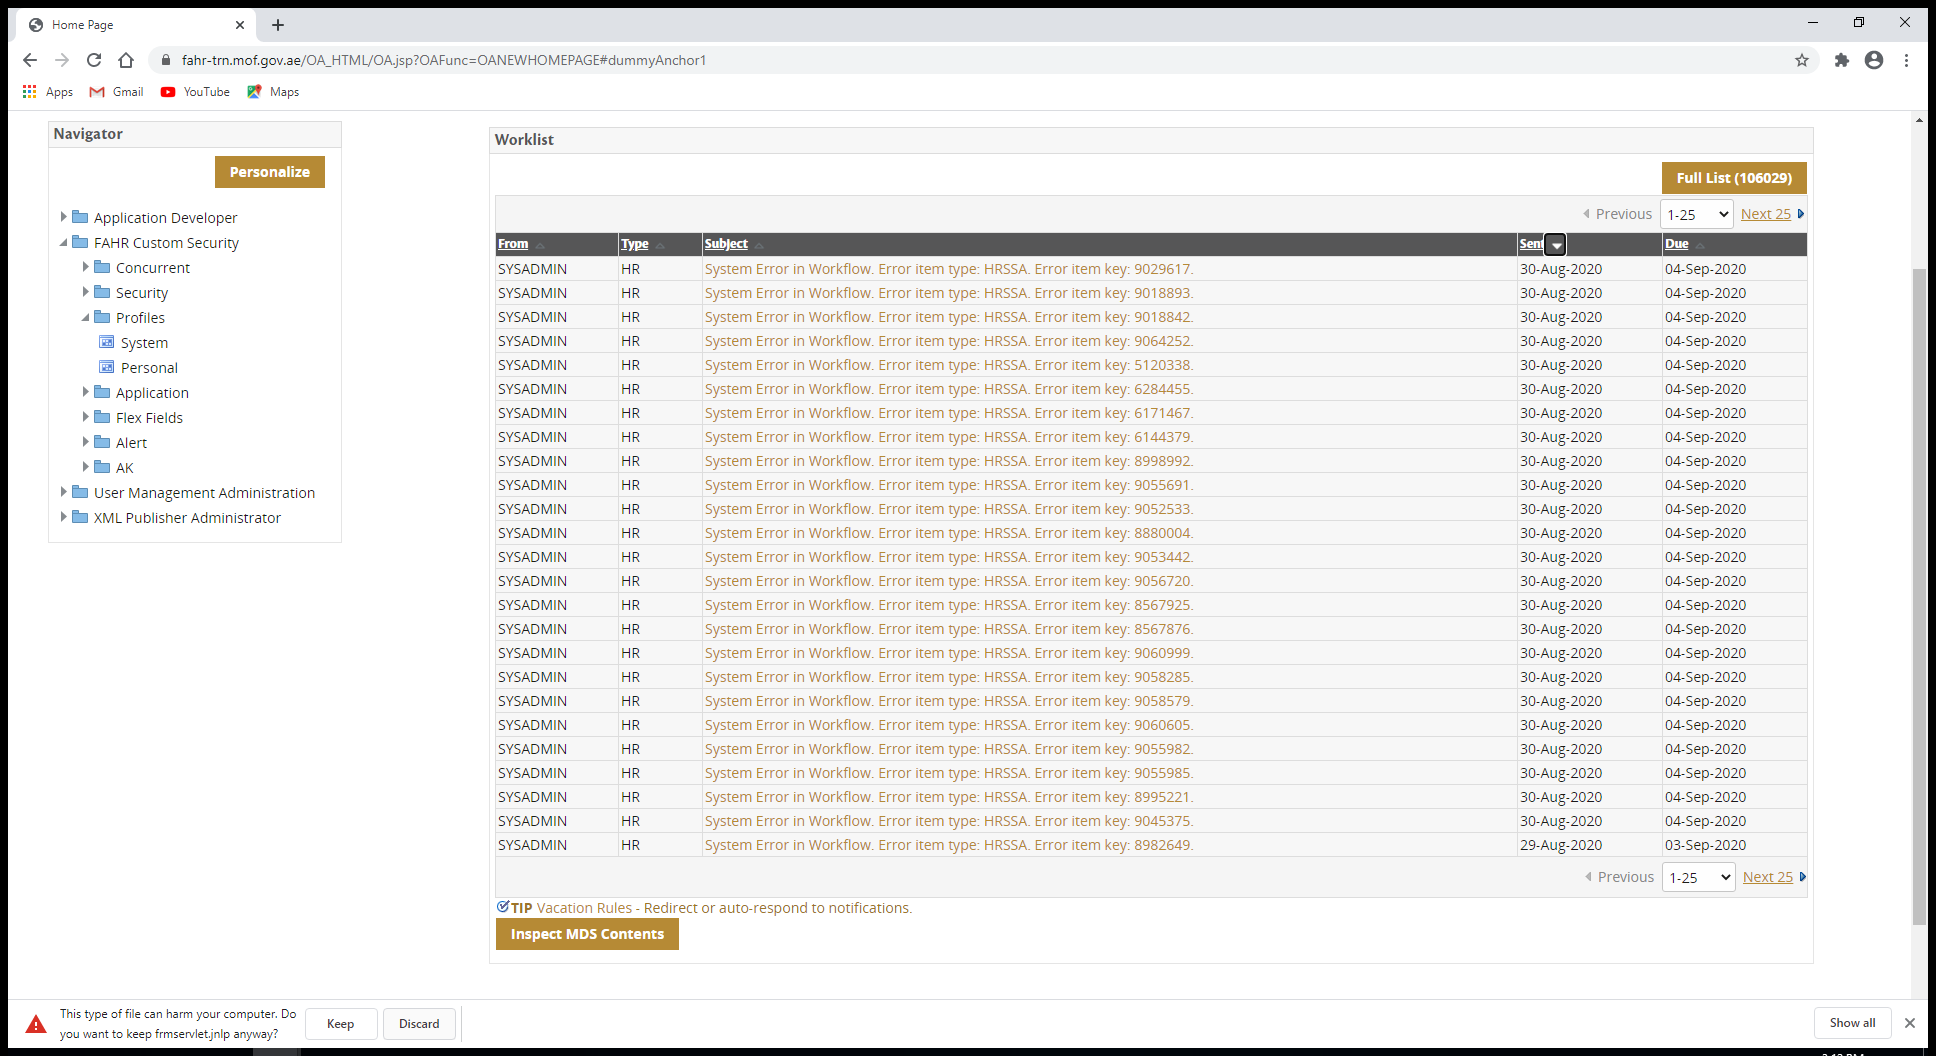 Home Page
fahr-trn.mof.gov.ae/OA_HTML/OA.jsp?OAFunc=OANEWHOMEPAGE#dummyAnchor1
Apps Gmail YouTube Maps
Navigator
Personalize
Application Developer
FAHR Custom Security
Concurrent
Security
Profiles
System
Personal
Application
Flex Fields
Alert
AK
User Management Administration
XML Publisher Administrator
Worklist
Full List (106029)
Previous 1-25 Next 25
From Type Subject Sent Due
SYSADMIN HR System Error in Workflow. Error item type: HRSSA. Error item key: 9029617. 30-Aug-2020 04-Sep-2020
SYSADMIN HR System Error in Workflow. Error item type: HRSSA. Error item key: 9018893. 30-Aug-2020 04-Sep-2020
SYSADMIN HR System Error in Workflow. Error item type: HRSSA. Error item key: 9018842. 30-Aug-2020 04-Sep-2020
SYSADMIN HR System Error in Workflow. Error item type: HRSSA. Error item key: 9064252. 30-Aug-2020 04-Sep-2020
SYSADMIN HR System Error in Workflow. Error item type: HRSSA. Error item key: 5120338. 30-Aug-2020 04-Sep-2020
SYSADMIN HR System Error in Workflow. Error item type: HRSSA. Error item key: 6284455. 30-Aug-2020 04-Sep-2020
SYSADMIN HR System Error in Workflow. Error item type: HRSSA. Error item key: 6171467. 30-Aug-2020 04-Sep-2020
SYSADMIN HR System Error in Workflow. Error item type: HRSSA. Error item key: 6144379. 30-Aug-2020 04-Sep-2020
SYSADMIN HR System Error in Workflow. Error item type: HRSSA. Error item key: 8998992. 30-Aug-2020 04-Sep-2020
SYSADMIN HR System Error in Workflow. Error item type: HRSSA. Error item key: 9055691. 30-Aug-2020 04-Sep-2020
SYSADMIN HR System Error in Workflow. Error item type: HRSSA. Error item key: 9052533. 30-Aug-2020 04-Sep-2020
SYSADMIN HR System Error in Workflow. Error item type: HRSSA. Error item key: 8880004. 30-Aug-2020 04-Sep-2020
SYSADMIN HR System Error in Workflow. Error item type: HRSSA. Error item key: 9053442. 30-Aug-2020 04-Sep-2020
SYSADMIN HR System Error in Workflow. Error item type: HRSSA. Error item key: 9056720. 30-Aug-2020 04-Sep-2020
SYSADMIN HR System Error in Workflow. Error item type: HRSSA. Error item key: 8567925. 30-Aug-2020 04-Sep-2020
SYSADMIN HR System Error in Workflow. Error item type: HRSSA. Error item key: 8567876. 30-Aug-2020 04-Sep-2020
SYSADMIN HR System Error in Workflow. Error item type: HRSSA. Error item key: 9060999. 30-Aug-2020 04-Sep-2020
SYSADMIN HR System Error in Workflow. Error item type: HRSSA. Error item key: 9058285. 30-Aug-2020 04-Sep-2020
SYSADMIN HR System Error in Workflow. Error item type: HRSSA. Error item key: 9058579. 30-Aug-2020 04-Sep-2020
SYSADMIN HR System Error in Workflow. Error item type: HRSSA. Error item key: 9060605. 30-Aug-2020 04-Sep-2020
SYSADMIN HR System Error in Workflow. Error item type: HRSSA. Error item key: 9055982. 30-Aug-2020 04-Sep-2020
SYSADMIN HR System Error in Workflow. Error item type: HRSSA. Error item key: 9055985. 30-Aug-2020 04-Sep-2020
SYSADMIN HR System Error in Workflow. Error item type: HRSSA. Error item key: 8995221. 30-Aug-2020 04-Sep-2020
SYSADMIN HR System Error in Workflow. Error item type: HRSSA. Error item key: 9045375. 30-Aug-2020 04-Sep-2020
SYSADMIN HR System Error in Workflow. Error item type: HRSSA. Error item key: 8982649. 29-Aug-2020 03-Sep-2020
Previous 1-25 Next 25
TIP Vacation Rules - Redirect or auto-respond to notifications.
Inspect MDS Contents
This type of file can harm your computer. Do
you want to keep frmservlet.jnlp anyway?
Keep Discard Show all